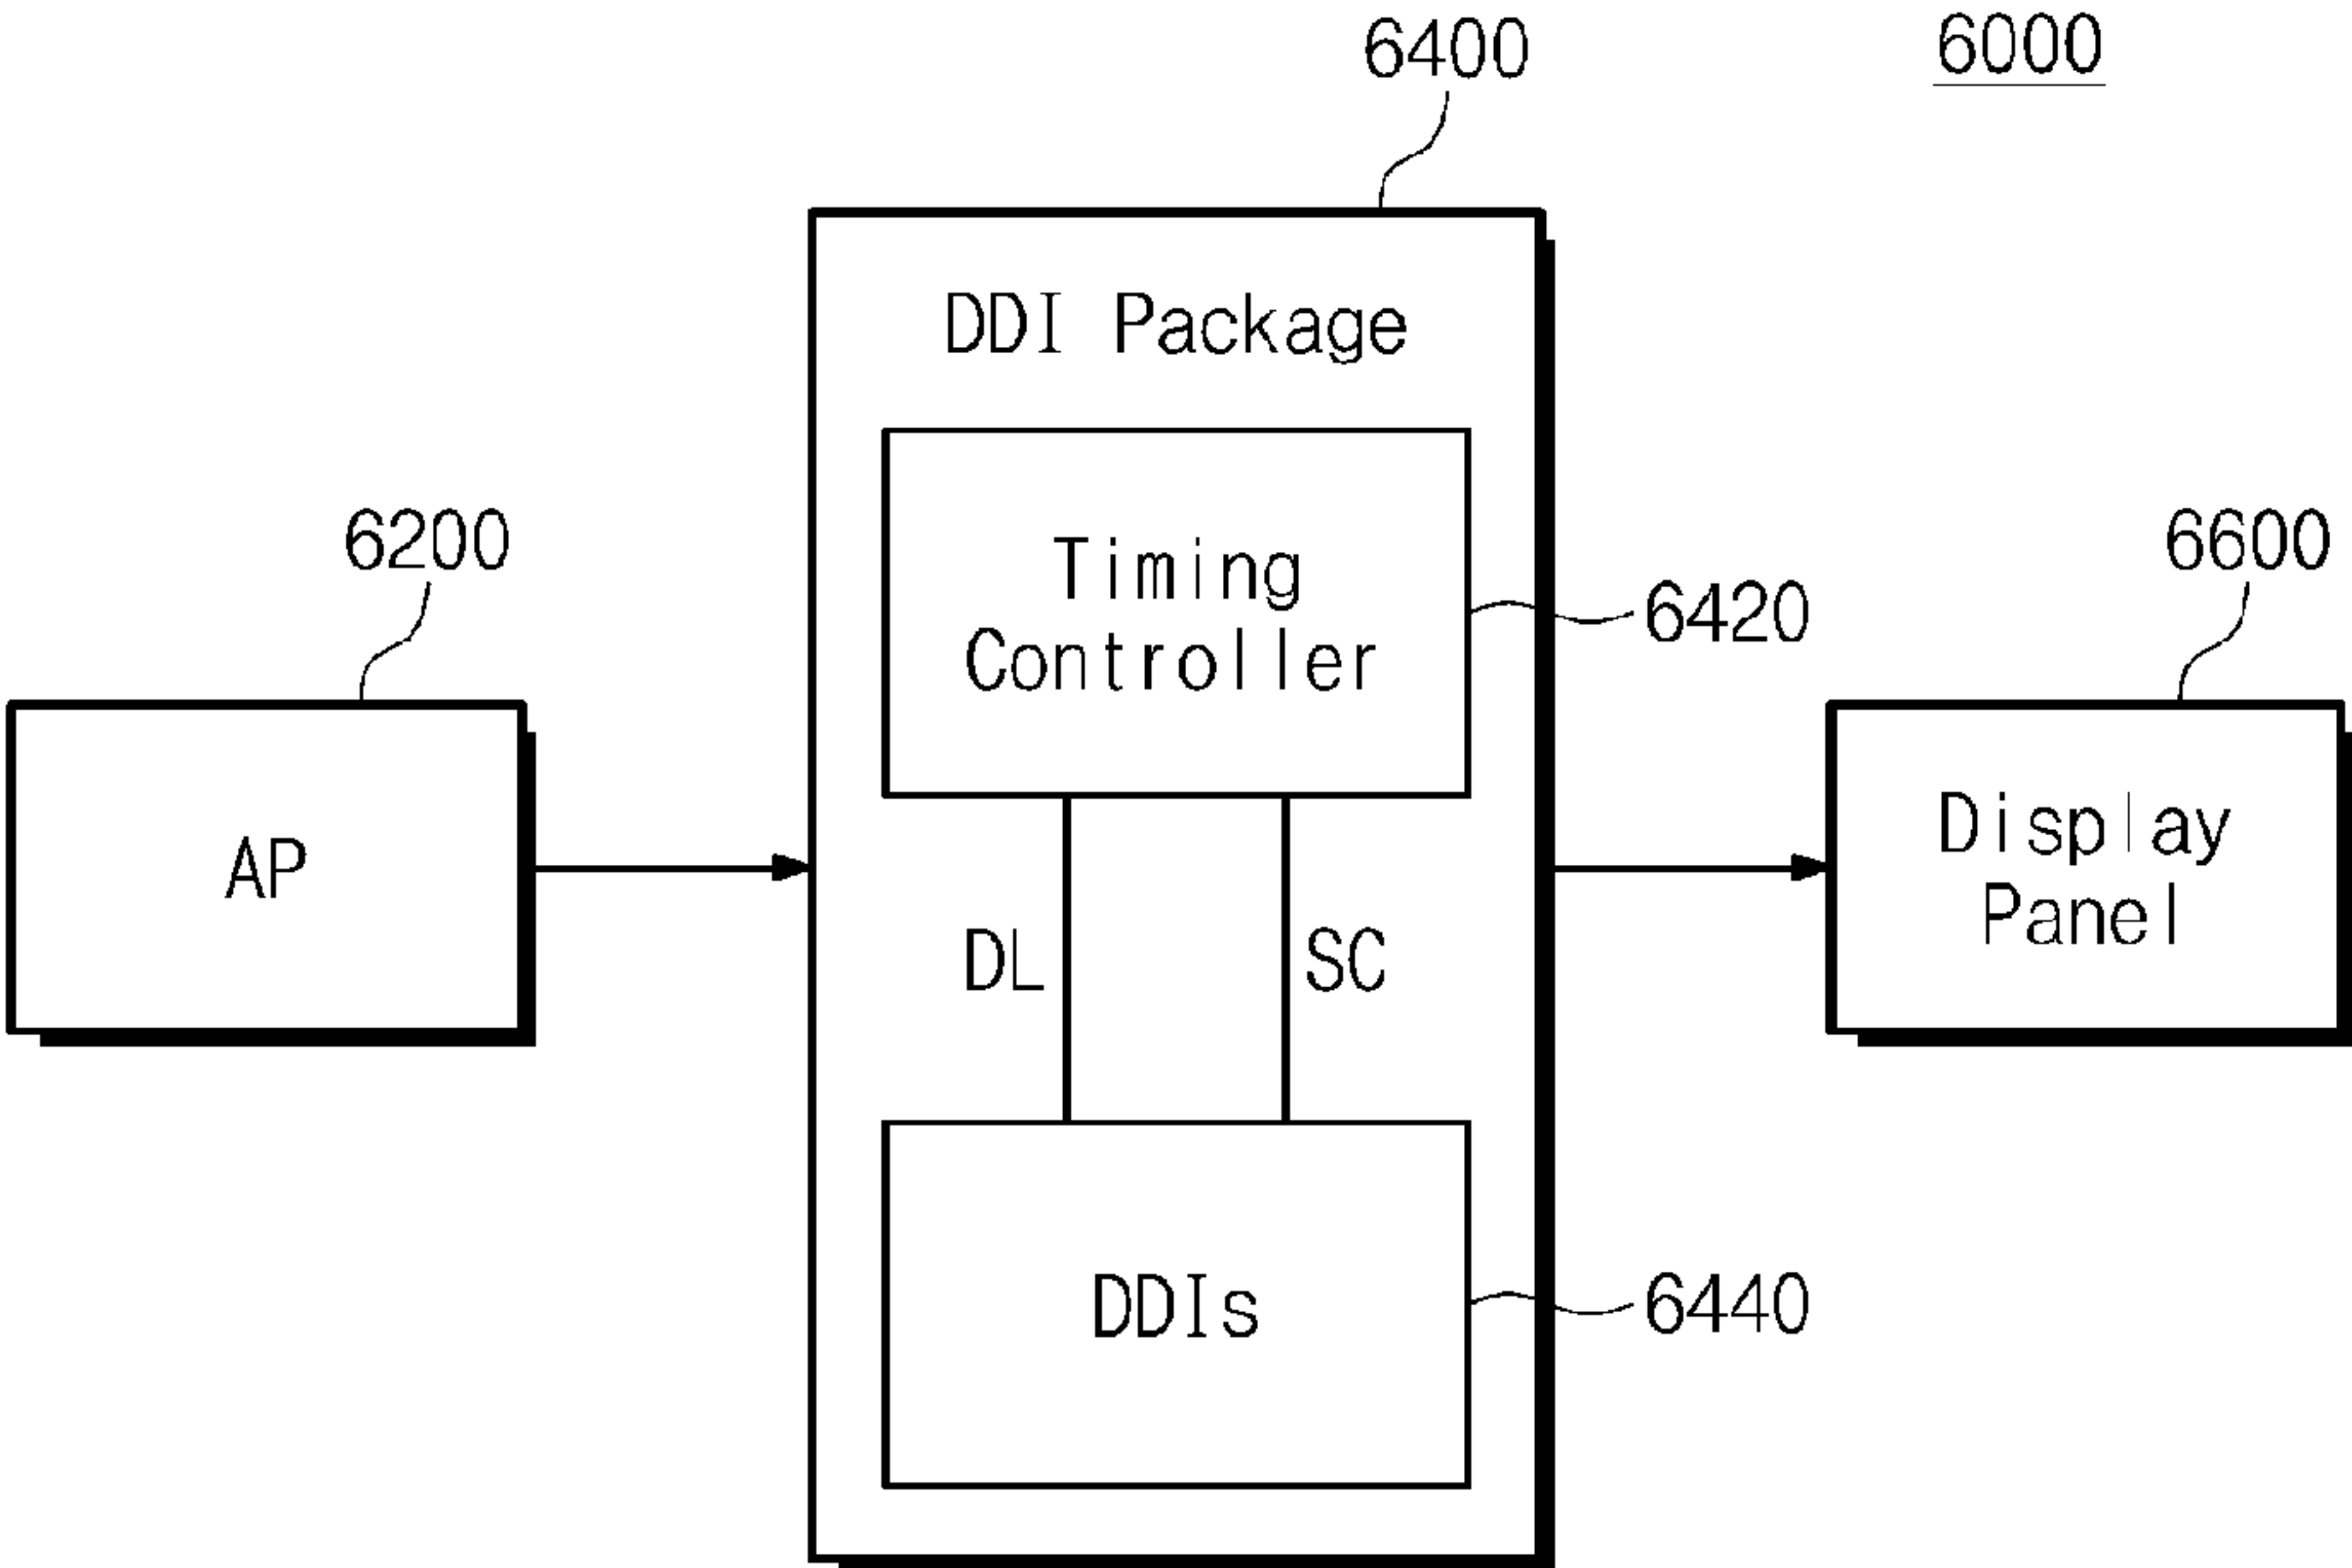 6000
6400
DDI Package
Timing
Controller
6420
6200
AP
DL
SC
DDIs
6440
6600
Display
Panel